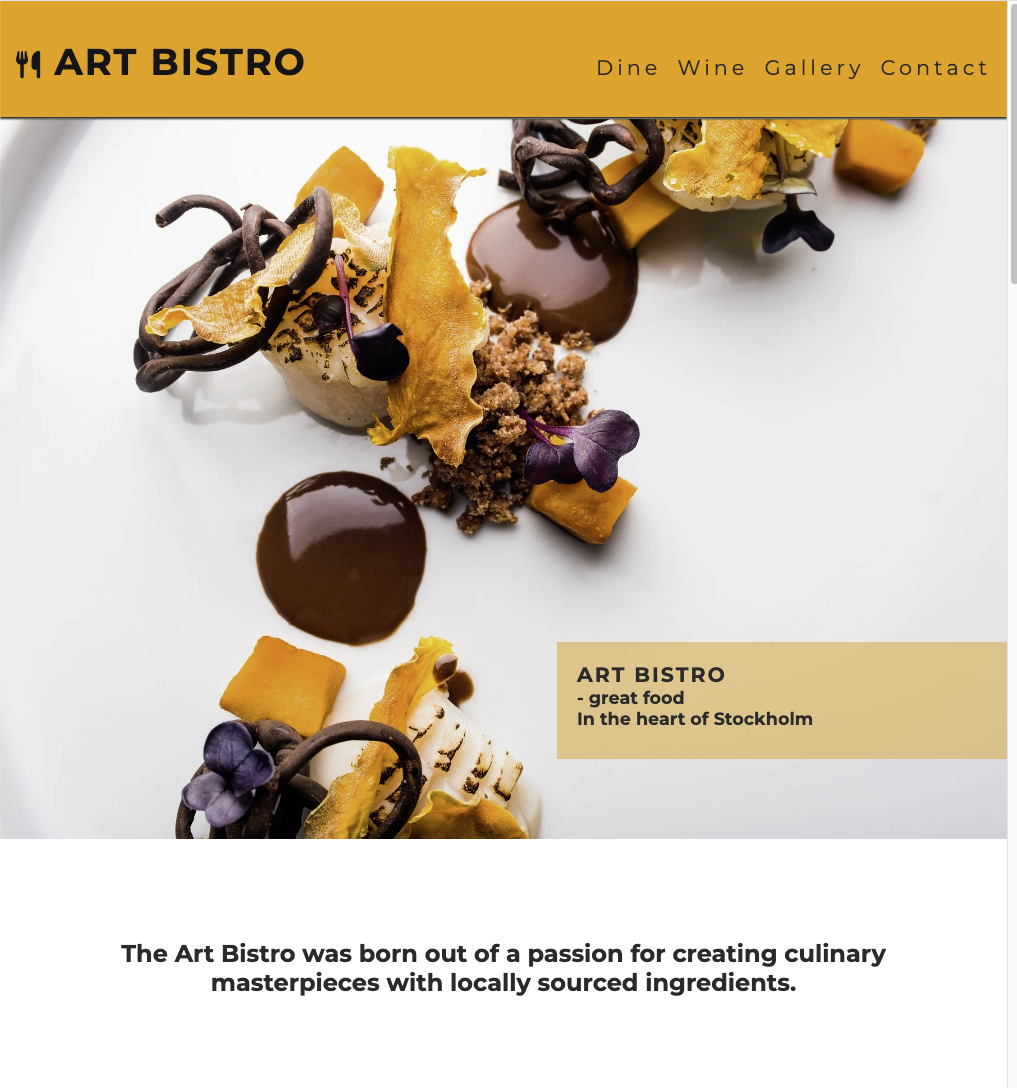 ART BISTRO
Dine Wine Gallery Contact
ART BISTRO
- great food
In the heart of Stockholm
The Art Bistro was born out of a passion for creating culinary
masterpieces with locally sourced ingredients.